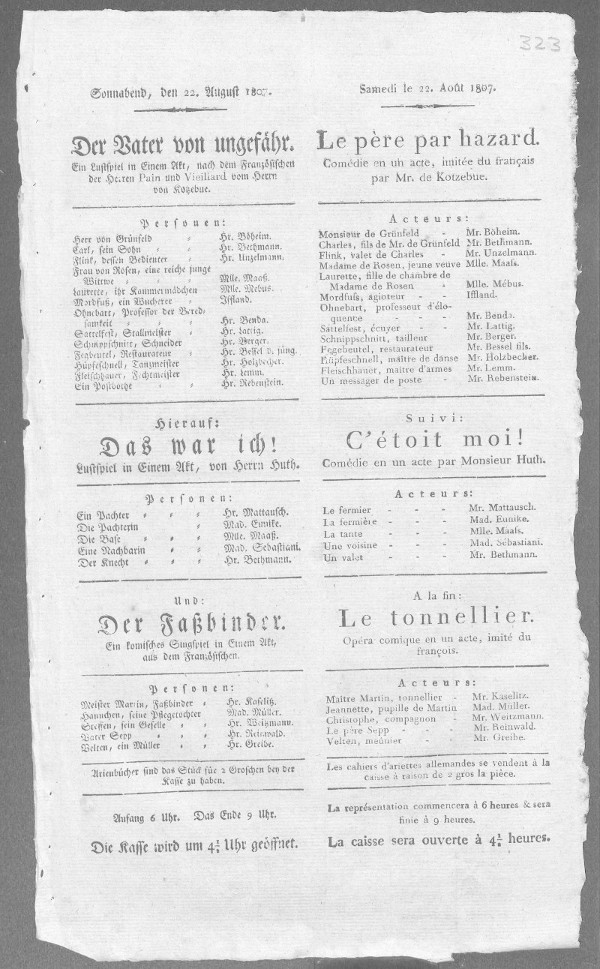 323
Sonnabend, den 22. August 1807.
Der Vater von ungefähr.
Ein Lustspiel in Einem Akt, nach dem Französischen
der Herren Pain und Vieillard vom Herrn
von Kotzebue.
Personen:
Herr von Grünfeld " Hr. Böheim.
Carl, sein Sohn " " Hr. Bethmann.
Flink, dessen Bedienter " Hr. Unzelmann.
Frau von Rosen, eine reiche junge
Wittwe " " Mlle. Maaß.
Laurette, ihr Kammermädchen Mlle. Mebus.
Mordfuß, ein Wucherer " Iffland.
Ohnebart, Professor der Bered-
samkeit " " Hr. Benda.
Sattelfest, Stallmeister " Hr. Lattig.
Schnippschnitt, Schneider Hr. Berger.
Fegbeutel, Restaurateur " Hr. Bessel d. jüng.
Hüpfeschnell, Tanzmeister Hr. Holzbecher.
Fleischhauer, Fechtmeister Hr. Lemm.
Ein Postbothe " " Hr. Rebenstein.
Hierauf:
Das war ich!
Lustspiel in Einem Akt, von Herrn Huth.
Personen:
Ein Pachter " " Hr. Mattausch.
Die Pachterin " Mad. Eunike.
Die Base " " Mlle. Maaß.
Eine Nachbarin " " Mad. Sebastiani.
Der Knecht " " Hr. Bethmann.
Und:
Der Faßbinder.
Ein komisches Singspiel in Einem Akt,
aus dem Französischen.
Personen:
Meister Martin, Faßbinder " Hr. Kaselitz.
Hannchen, seine Pflegetochter Mad. Müller.
Steffen, sein Geselle " " Hr. Weitzmann.
Vater Sepp " " Hr. Reinwald.
Velten, ein Müller " " Hr. Greibe.
Arienbücher sind das Stück für 2 Groschen bey der
Kasse zu haben.
Anfang 6 Uhr. Das Ende 9 Uhr.
Die Kasse wird um 4½ Uhr geöffnet.
Samedi le 22. Août 1807.
Le père par hazard.
Comédie en un acte, imitée du français
par Mr. de Kotzebue.
Acteurs:
Monsieur de Grünfeld - Mr. Böheim.
Charles, fils de Mr. de Grünfeld Mr. Bethmann.
Flink, valet de Charles - Mr. Unzelmann.
Madame de Rosen, jeune veuve Mlle. Maaſs.
Laurette, fille de chambre de
Madame de Rosen - Mlle. Mébus.
Mordfuſs, agioteur - - Iffland.
Ohnebart, professeur d'élo-
quence - - Mr. Benda.
Sattelfest, écuyer - - Mr. Lattig.
Schnippschnitt, tailleur Mr. Berger.
Fegebeutel, restaurateur Mr. Bessel fils.
Hüpfeschnell, maître de danse Mr. Holzbecher.
Fleischhauer, maître d'armes Mr. Lemm.
Un messager de poste - Mr. Rebenstein.
Suivi:
C'étoit moi!
Comédie en un acte par Monsieur Huth.
Acteurs:
Le fermier - - - Mr. Mattausch.
La fermière - - - Mad. Eunike.
La tante - - - Mlle. Maaſs.
Une voisine - - - Mad. Sébastiani.
Un valet - - - Mr. Bethmann.
A la fin:
Le tonnellier.
Opéra comique en un acte, imité du
françois.
Acteurs:
Maître Martin, tonnellier - Mr. Kaselitz.
Jeannette, pupille de Martin Mad. Müller.
Christophe, compagnon - Mr. Weitzmann.
Le père Sepp - - - Mr. Reinwald.
Velten, meûnier - - Mr. Greibe.
Les cahiers d'ariettes allemandes se vendent à la
caisse à raison de 2 gros la pièce.
La représentation commencera à 6 heures & sera
finie à 9 heures.
La caisse sera ouverte à 4½ heures.